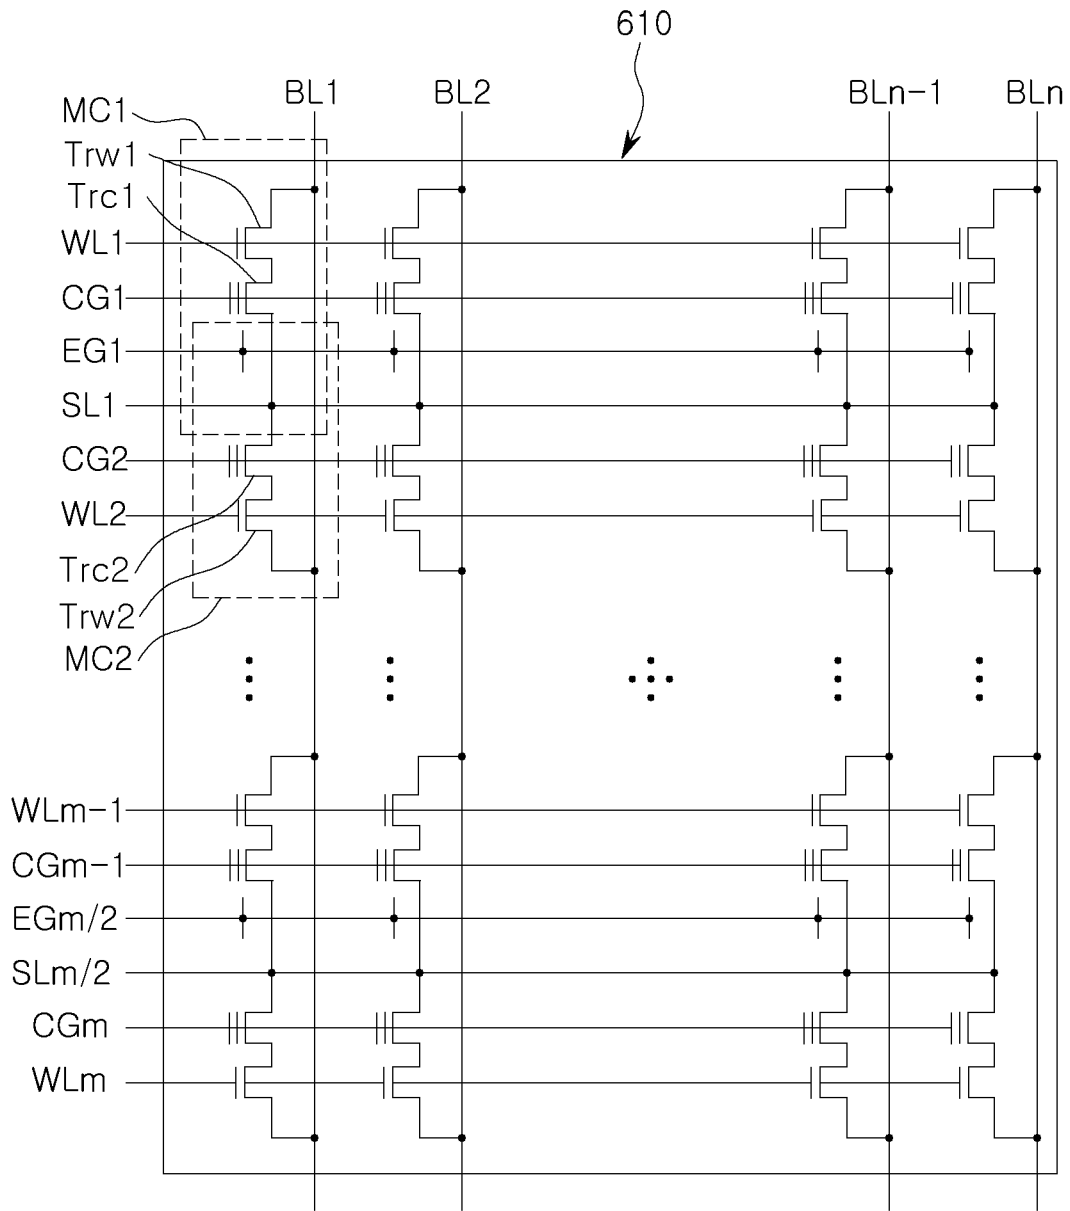 610
BL1 BL2 BLn-1 BLn
MC1
Trw1
Trc1
WL1
CG1
EG1
SL1
CG2
WL2
Trc2
Trw2
MC2
WLm-1
CGm-1
EGm/2
SLm/2
CGm
WLm